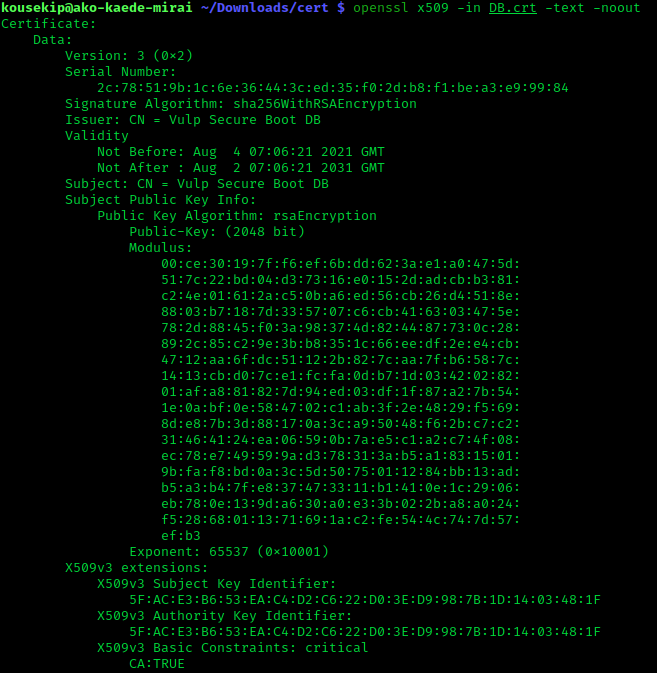 kousekip@ako-kaede-mirai ~/Downloads/cert $ openssl x509 -in DB.crt -text -noout
Certificate:
    Data:
        Version: 3 (0×2)
        Serial Number:
            2c:78:51:9b:1c:6e:36:44:3c:ed:35:f0:2d:b8:f1:be:a3:e9:99:84
        Signature Algorithm: sha256WithRSAEncryption
        Issuer: CN = Vulp Secure Boot DB
        Validity
            Not Before: Aug  4 07:06:21 2021 GMT
            Not After : Aug  2 07:06:21 2031 GMT
        Subject: CN = Vulp Secure Boot DB
        Subject Public Key Info:
            Public Key Algorithm: rsaEncryption
                Public-Key: (2048 bit)
                Modulus:
                    00:ce:30:19:7f:f6:ef:6b:dd:62:3a:e1:a0:47:5d:
                    51:7c:22:bd:04:d3:73:16:e0:15:2d:ad:cb:b3:81:
                    c2:4e:01:61:2a:c5:0b:a6:ed:56:cb:26:d4:51:8e:
                    88:03:b7:18:7d:33:57:07:c6:cb:41:63:03:47:5e:
                    78:2d:88:45:f0:3a:98:37:4d:82:44:87:73:0c:28:
                    89:2c:85:c2:9e:3b:b8:35:1c:66:ee:df:2e:e4:cb:
                    47:12:aa:6f:dc:51:12:2b:82:7c:aa:7f:b6:58:7c:
                    14:13:cb:d0:7c:e1:fc:fa:0d:b7:1d:03:42:02:82:
                    01:af:a8:81:82:7d:94:ed:03:df:1f:87:a2:7b:54:
                    1e:0a:bf:0e:58:47:02:c1:ab:3f:2e:48:29:f5:69:
                    8d:e8:7b:3d:88:17:0a:3c:a9:50:48:f6:2b:c7:c2:
                    31:46:41:24:ea:06:59:0b:7a:e5:c1:a2:c7:4f:08:
                    ec:78:e7:49:59:9a:d3:78:31:3a:b5:a1:83:15:01:
                    9b:fa:f8:bd:0a:3c:5d:50:75:01:12:84:bb:13:ad:
                    b5:a3:b4:7f:e8:37:47:33:11:b1:41:0e:1c:29:06:
                    eb:78:0e:13:9d:a6:30:a0:e3:3b:02:2b:a8:a0:24:
                    f5:28:68:01:13:71:69:1a:c2:fe:54:4c:74:7d:57:
                    ef:b3
                Exponent: 65537 (0×10001)
        X509v3 extensions:
            X509v3 Subject Key Identifier:
                5F:AC:E3:B6:53:EA:C4:D2:C6:22:D0:3E:D9:98:7B:1D:14:03:48:1F
            X509v3 Authority Key Identifier:
                5F:AC:E3:B6:53:EA:C4:D2:C6:22:D0:3E:D9:98:7B:1D:14:03:48:1F
            X509v3 Basic Constraints: critical
                CA:TRUE